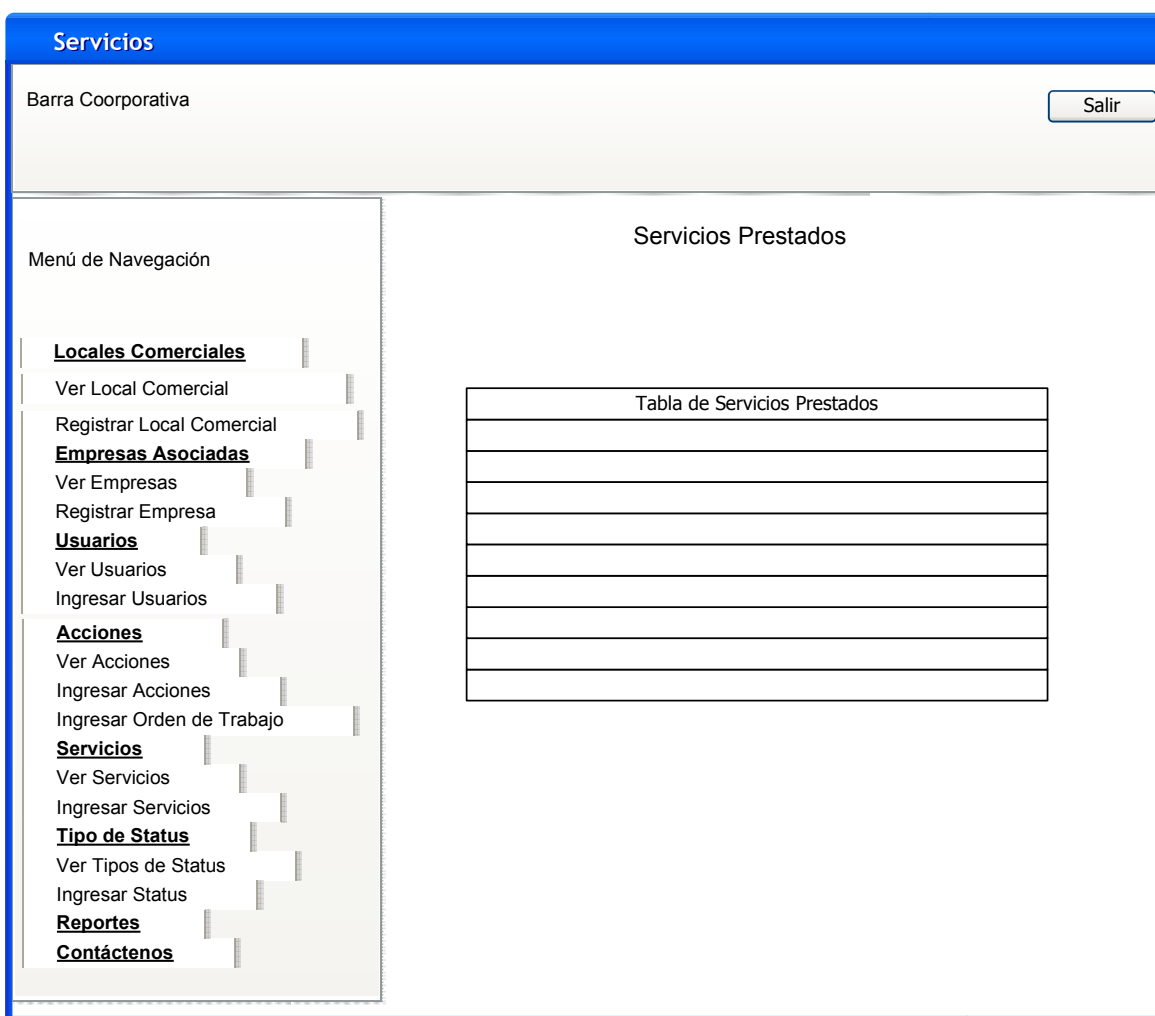 Servicios
Barra Coorporativa
Salir
Menú de Navegación
Locales Comerciales
Ver Local Comercial
Registrar Local Comercial
Empresas Asociadas
Ver Empresas
Registrar Empresa
Usuarios
Ver Usuarios
Ingresar Usuarios
Acciones
Ver Acciones
Ingresar Acciones
Ingresar Orden de Trabajo
Servicios
Ver Servicios
Ingresar Servicios
Tipo de Status
Ver Tipos de Status
Ingresar Status
Reportes
Contáctenos
Servicios Prestados
Tabla de Servicios Prestados